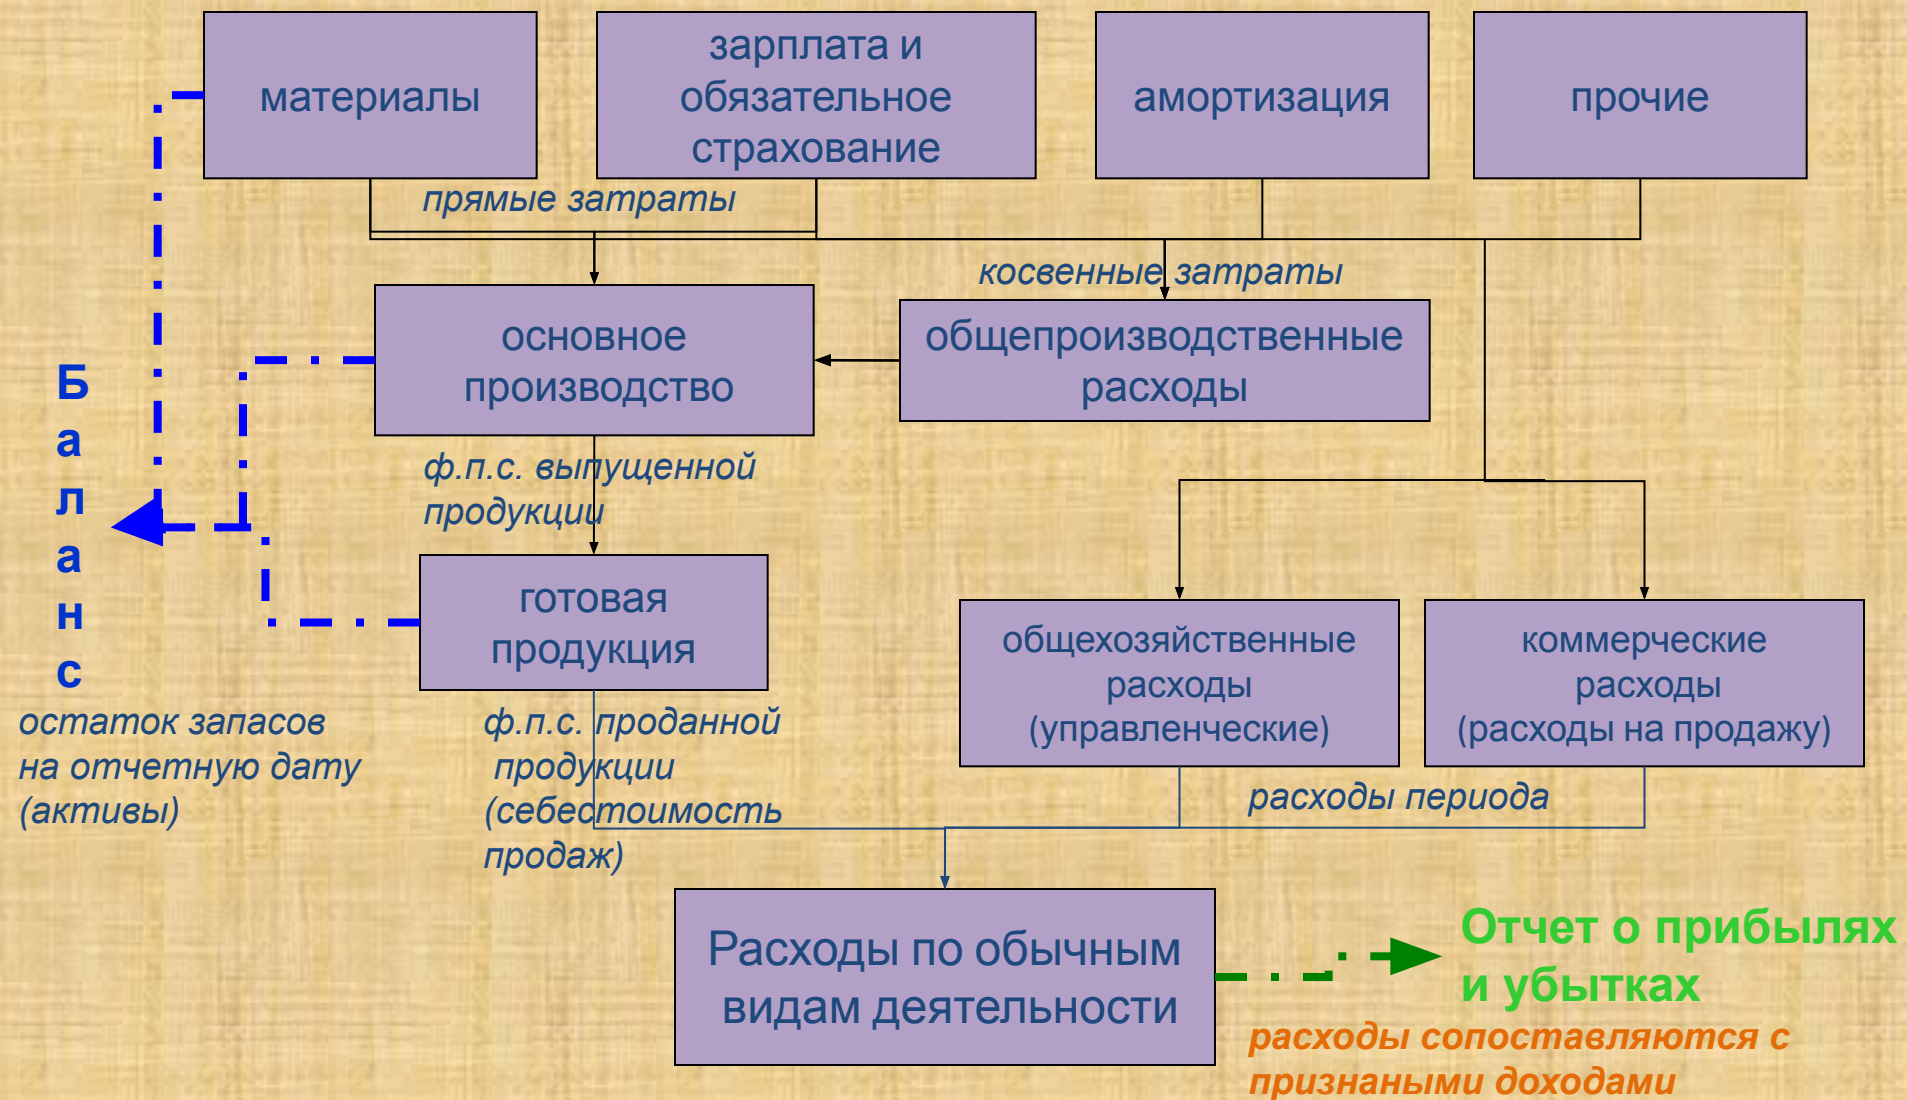 материалы
зарплата и
обязательное
страхование
амортизация
прочие
прямые затраты
косвенные затраты
основное
производство
общепроизводственные
расходы
Баланс
ф.п.с. выпущенной
продукции
готовая
продукция
общехозяйственные
расходы
(управленческие)
коммерческие
расходы
(расходы на продажу)
остаток запасов
на отчетную дату
(активы)
ф.п.с. проданной
продукции
(себестоимость
продаж)
расходы периода
Расходы по обычным
видам деятельности
Отчет о прибылях
и убытках
расходы сопоставляются с
признаными доходами